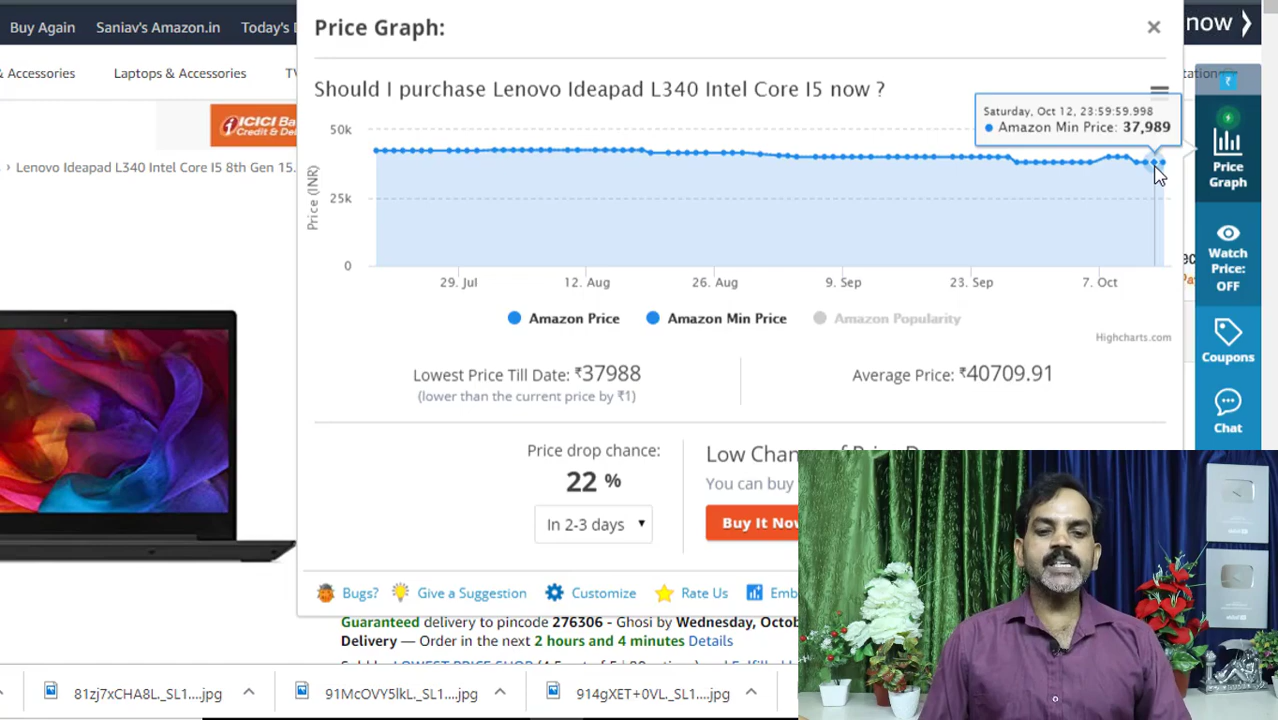 Buy Again
Saniav's Amazon.in
Today's
now
& Accessories
Laptops & Accessories
ICICI
Credit &
› Lenovo Ideapad L340 Intel Core I5 8th Gen 15.
Price Graph:
×
Should I purchase Lenovo Ideapad L340 Intel Core I5 now ?
Saturday, Oct 12, 23:59:59.998
Amazon Min Price: 37,989
Price (INR)
50k
25k
0
29. Jul
12. Aug
26. Aug
9. Sep
23. Sep
7. Oct
Amazon Price
Amazon Min Price
Amazon Popularity
Highcharts.com
Lowest Price Till Date: ₹37988
(lower than the current price by ₹1)
Average Price: ₹40709.91
Price drop chance:
22 %
In 2-3 days
Low
You can buy
Buy It Now
Bugs?
Give a Suggestion
Customize
Rate Us
₹
Price
Graph
Watch
Price:
OFF
Coupons
Chat
Guaranteed delivery to pincode 276306 - Ghosi by Wednesday,
Delivery — Order in the next 2 hours and 4 minutes Details
81zj7xCHA8L._SL1....jpg
91McOVY5lkL._SL1....jpg
914gXET+0VL._SL1....jpg